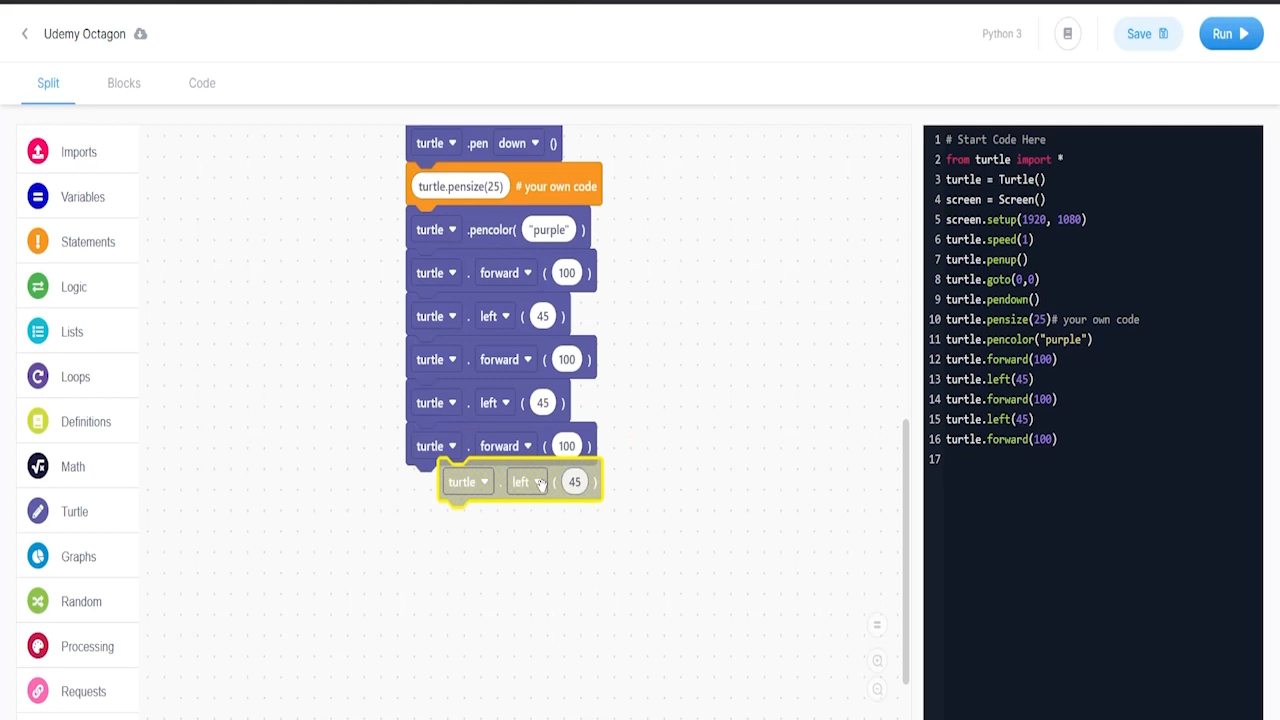 Udemy Octagon
Python 3
Save
Run
Split
Blocks
Code
Imports
Variables
Statements
Logic
Lists
Loops
Definitions
Math
Turtle
Graphs
Random
Processing
Requests
turtle .pen down ()
turtle.pensize(25) # your own code
turtle .pencolor( "purple" )
turtle . forward ( 100 )
turtle . left ( 45 )
turtle . forward ( 100 )
turtle . left ( 45 )
turtle . forward ( 100 )
turtle . left ( 45 )
1 # Start Code Here
2 from turtle import *
3 turtle = Turtle()
4 screen = Screen()
5 screen.setup(1920, 1080)
6 turtle.speed(1)
7 turtle.penup()
8 turtle.goto(0,0)
9 turtle.pendown()
10 turtle.pensize(25)# your own code
11 turtle.pencolor("purple")
12 turtle.forward(100)
13 turtle.left(45)
14 turtle.forward(100)
15 turtle.left(45)
16 turtle.forward(100)
17